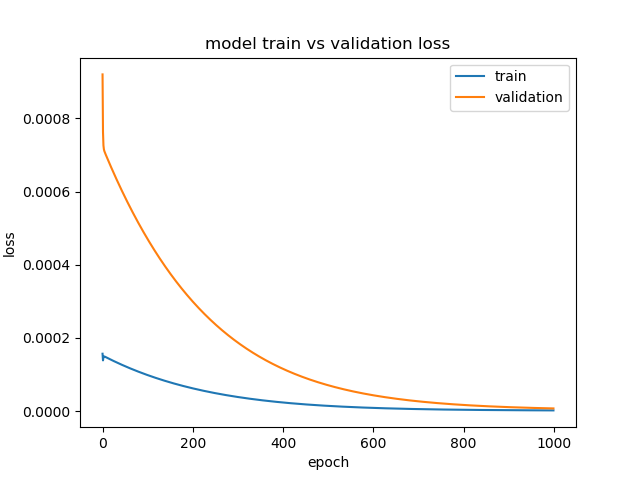 model train vs validation loss
train
validation
0.0008
0.0006
0.0004
0.0002
0.0000
loss
0
200
400
600
800
1000
epoch